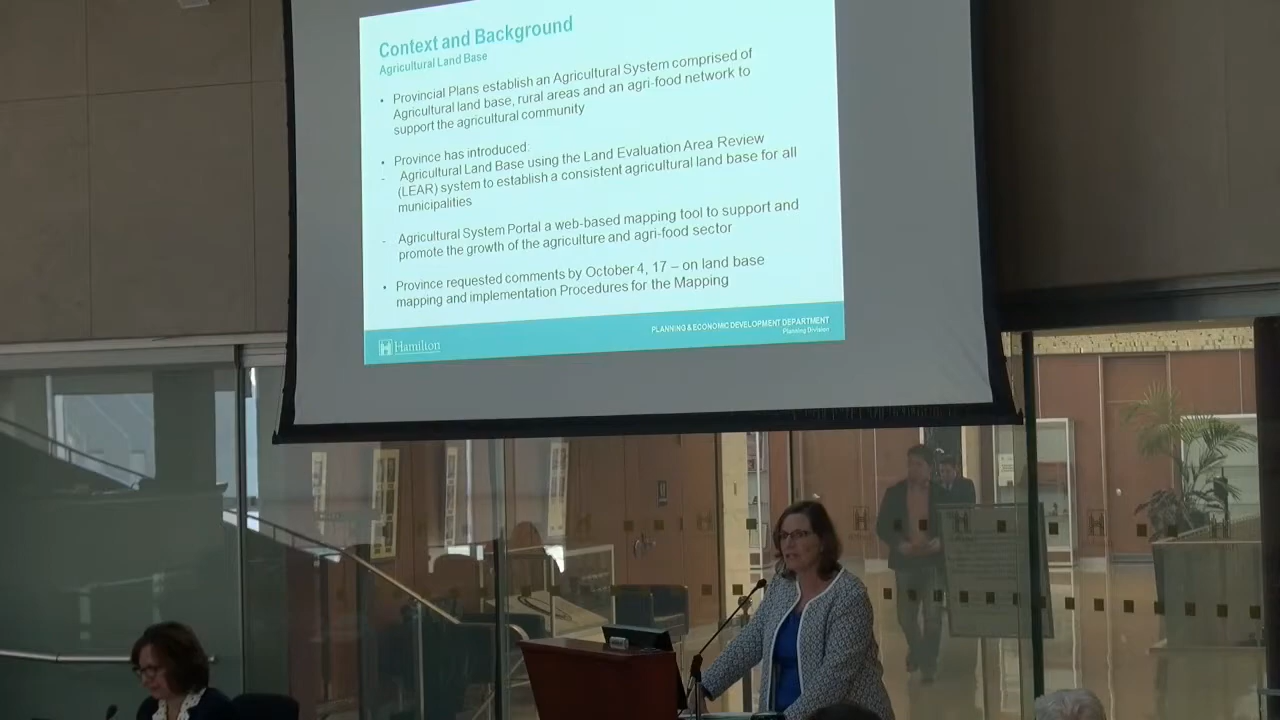 Context and Background
Agricultural Land Base
• Provincial Plans establish an Agricultural System comprised of
Agricultural land base, rural areas and an agri-food network to
support the agricultural community
• Province has introduced:
- Agricultural Land Base using the Land Evaluation Area Review
(LEAR) system to establish a consistent agricultural land base for all
municipalities
- Agricultural System Portal a web-based mapping tool to support and
promote the growth of the agriculture and agri-food sector
• Province requested comments by October 4, 17 – on land base
mapping and implementation Procedures for the Mapping
PLANNING & ECONOMIC DEVELOPMENT DEPARTMENT
Planning Division
Hamilton